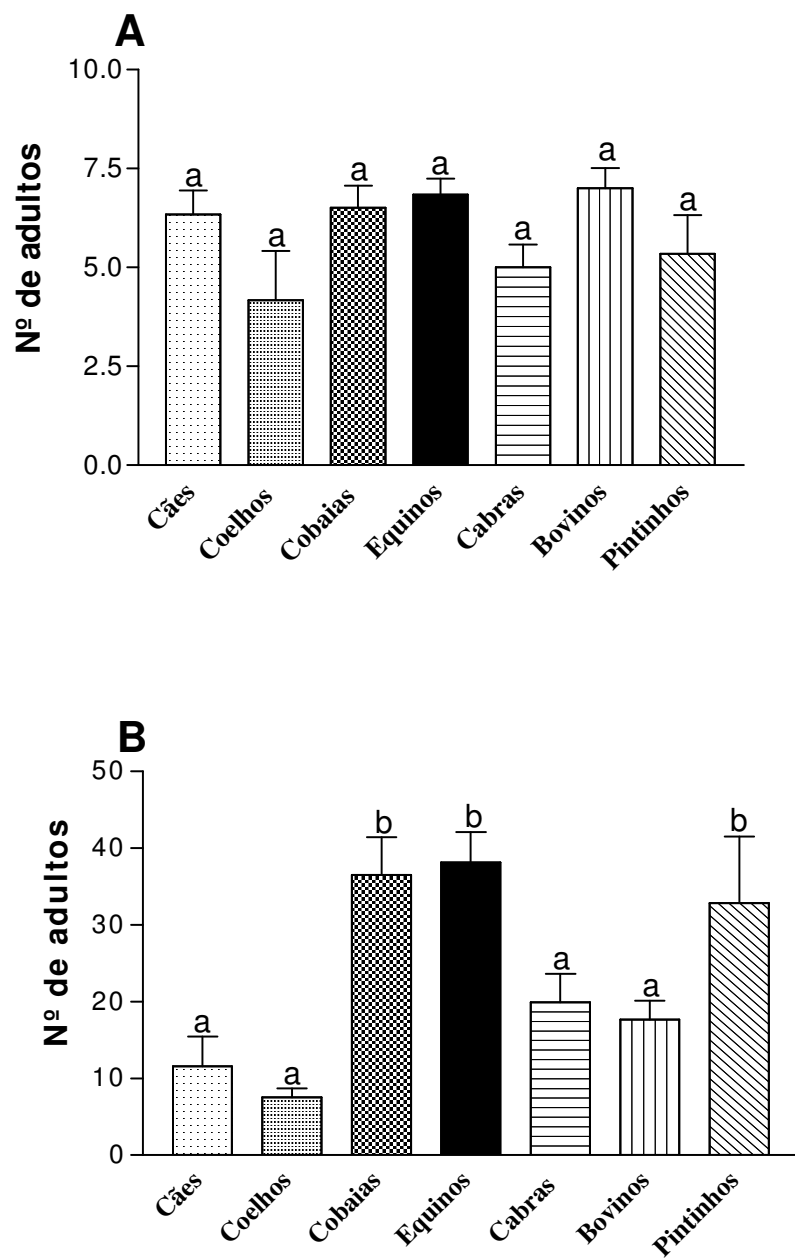 A
10.0
7.5
5.0
2.5
0.0
Nº de adultos
a a a a a a a
Cães Coelhos Cobaias Equinos Cabras Bovinos Pintinhos
B
50
40
30
20
10
0
Nº de adultos
a a b b a a b
Cães Coelhos Cobaias Equinos Cabras Bovinos Pintinhos